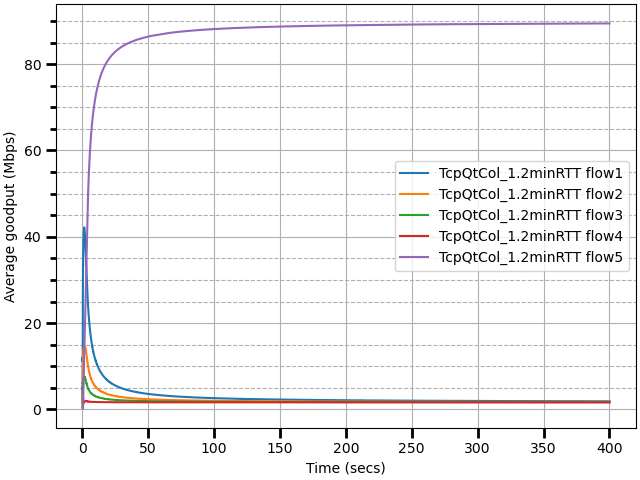 Average goodput (Mbps)
80
60
40
20
0
TcpQtCol_1.2minRTT flow1
TcpQtCol_1.2minRTT flow2
TcpQtCol_1.2minRTT flow3
TcpQtCol_1.2minRTT flow4
TcpQtCol_1.2minRTT flow5
0 50 100 150 200 250 300 350 400
Time (secs)